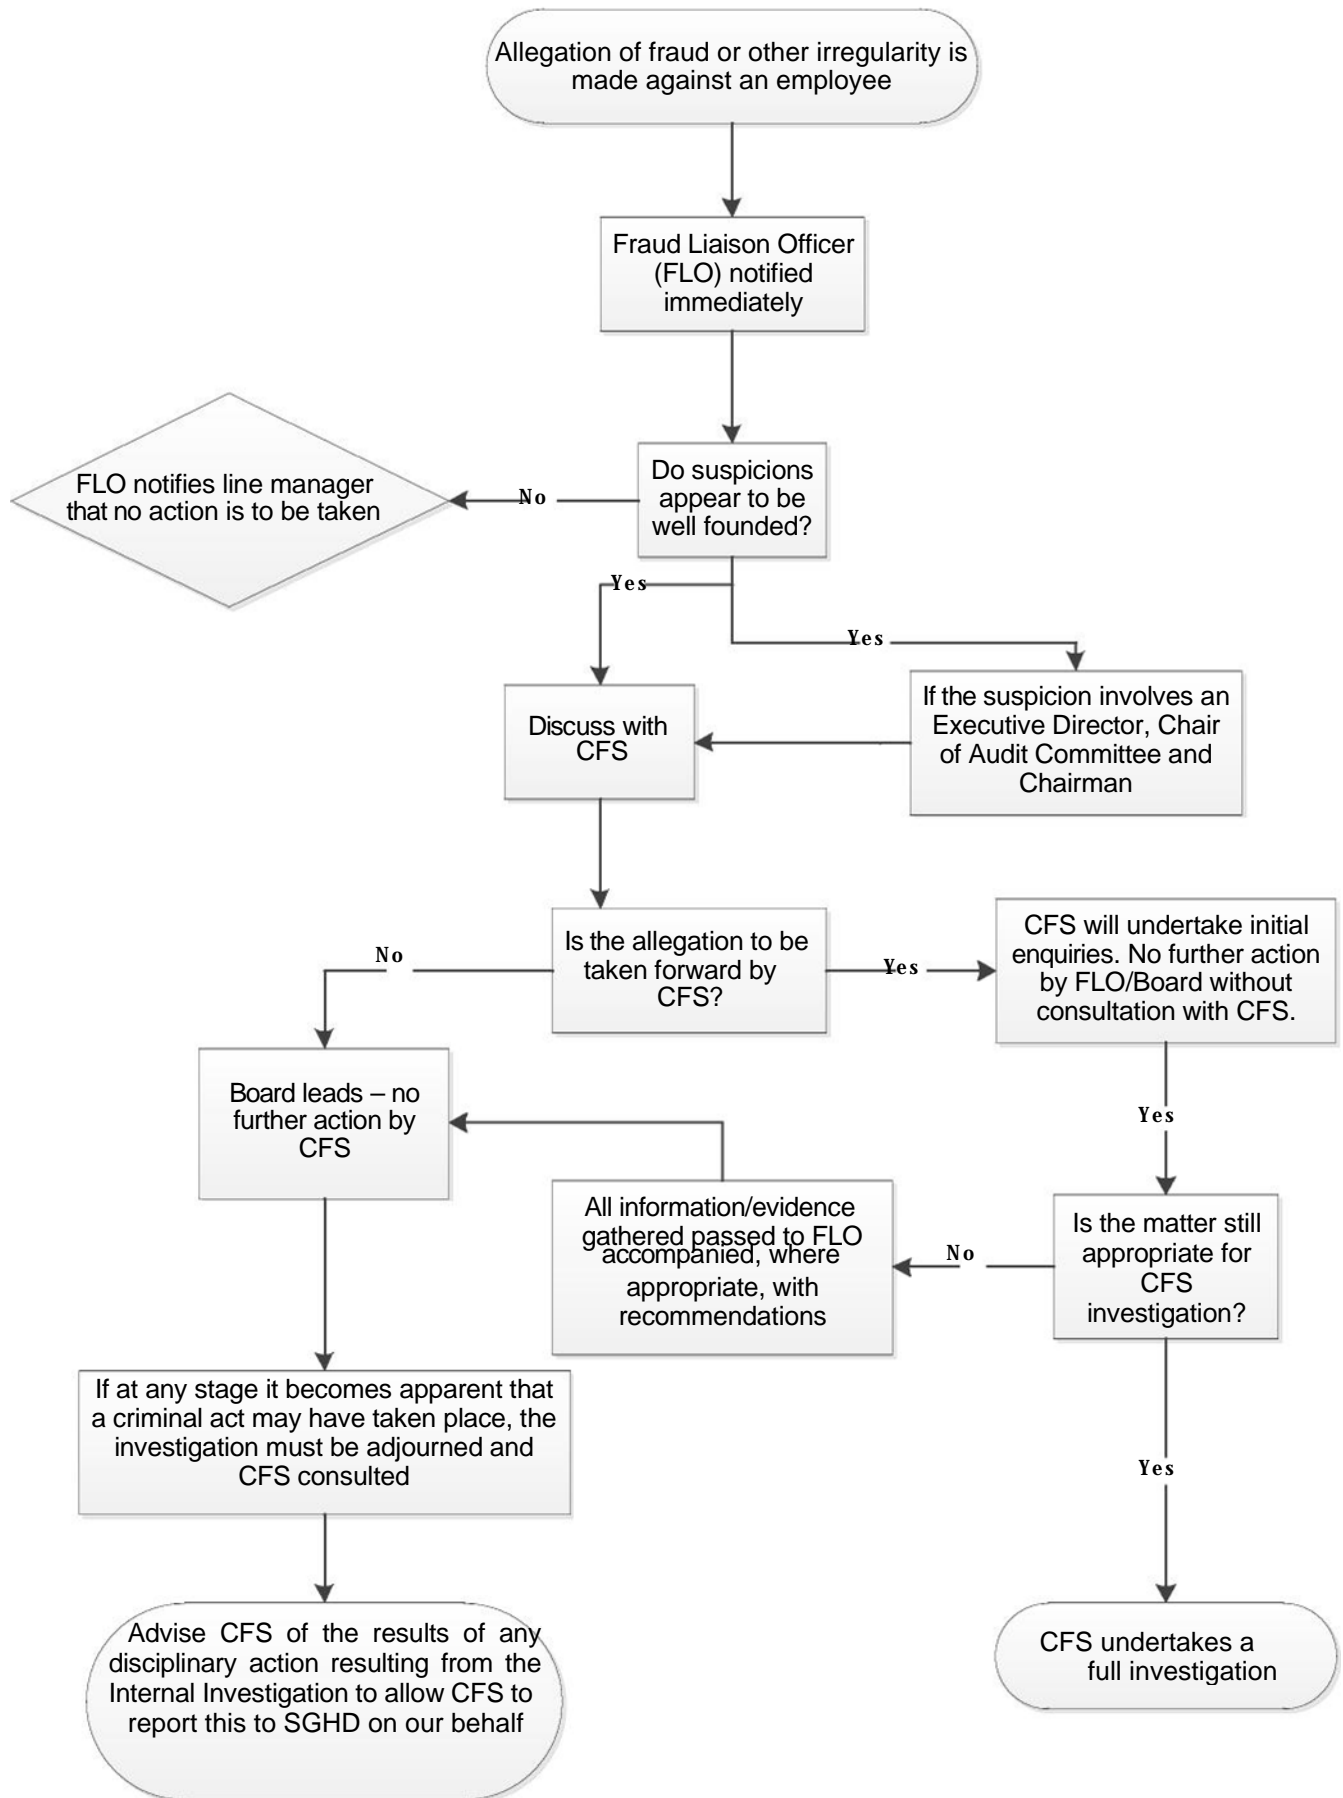 Allegation of fraud or other irregularity is
made against an employee
Fraud Liaison Officer
(FLO) notified
immediately
Do suspicions
appear to be
well founded?
No
FLO notifies line manager
that no action is to be taken
Yes
Yes
If the suspicion involves an
Executive Director, Chair
of Audit Committee and
Chairman
Discuss with
CFS
Is the allegation to be
taken forward by
CFS?
No
Yes
CFS will undertake initial
enquiries. No further action
by FLO/Board without
consultation with CFS.
Board leads – no
further action by
CFS
Yes
All information/evidence
gathered passed to FLO
accompanied, where
appropriate, with
recommendations
No
Is the matter still
appropriate for
CFS
investigation?
If at any stage it becomes apparent that
a criminal act may have taken place, the
investigation must be adjourned and
CFS consulted
Yes
Advise CFS of the results of any
disciplinary action resulting from the
Internal Investigation to allow CFS to
report this to SGHD on our behalf
CFS undertakes a
full investigation